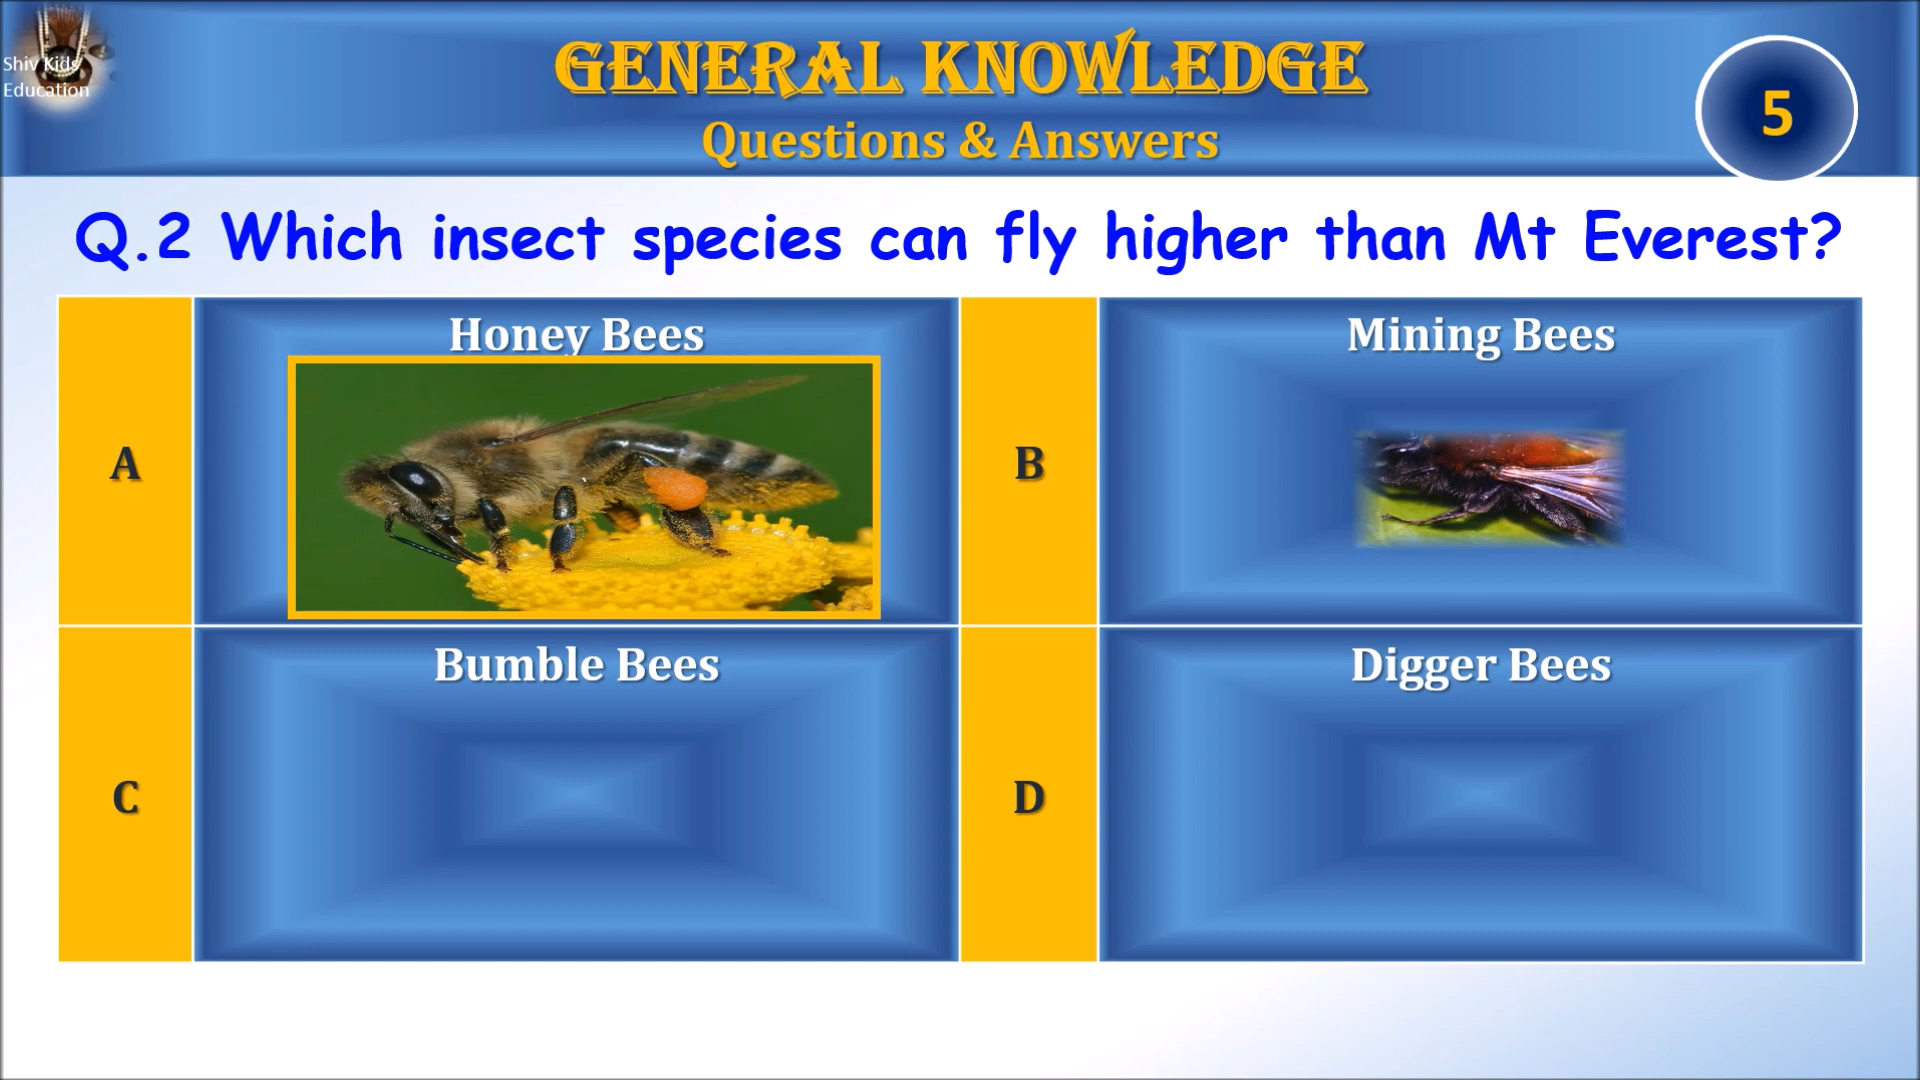 Shiv Kids
Education
GENERAL KNOWLEDGE
Questions & Answers
5
Q.2 Which insect species can fly higher than Mt Everest?
A
Honey Bees
B
Mining Bees
C
Bumble Bees
D
Digger Bees